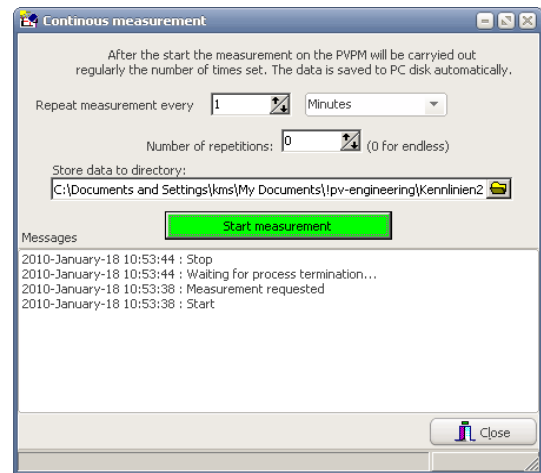 Continous measurement
After the start the measurement on the PVPM will be carryied out
regularly the number of times set. The data is saved to PC disk automatically.
Repeat measurement every 1 Minutes
Number of repetitions: 0 (0 for endless)
Store data to directory:
C:\Documents and Settings\kms\My Documents\!pv-engineering\Kennlinien2
Start measurement
Messages
2010-January-18 10:53:44 : Stop
2010-January-18 10:53:44 : Waiting for process termination...
2010-January-18 10:53:38 : Measurement requested
2010-January-18 10:53:38 : Start
Close